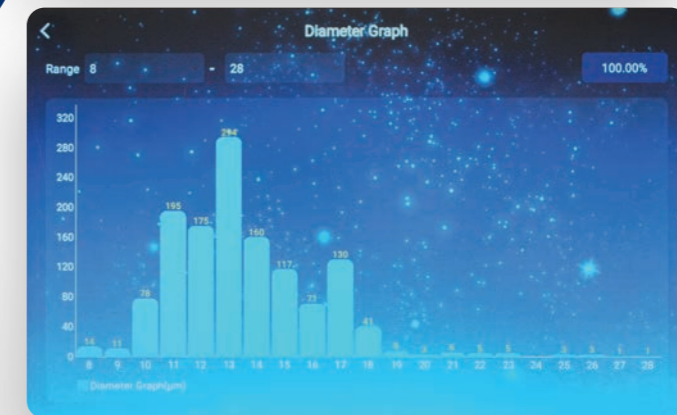 Diameter Graph
Range 8 - 28 100.00%
320
280
240
200
160
120
80
40
0
14 11 78 195 175 294 160 117 130 41
8 9 10 11 12 13 14 15 16 17 18 19 20 21 22 23 24 25 26 27 28
Diameter Graph(μm)